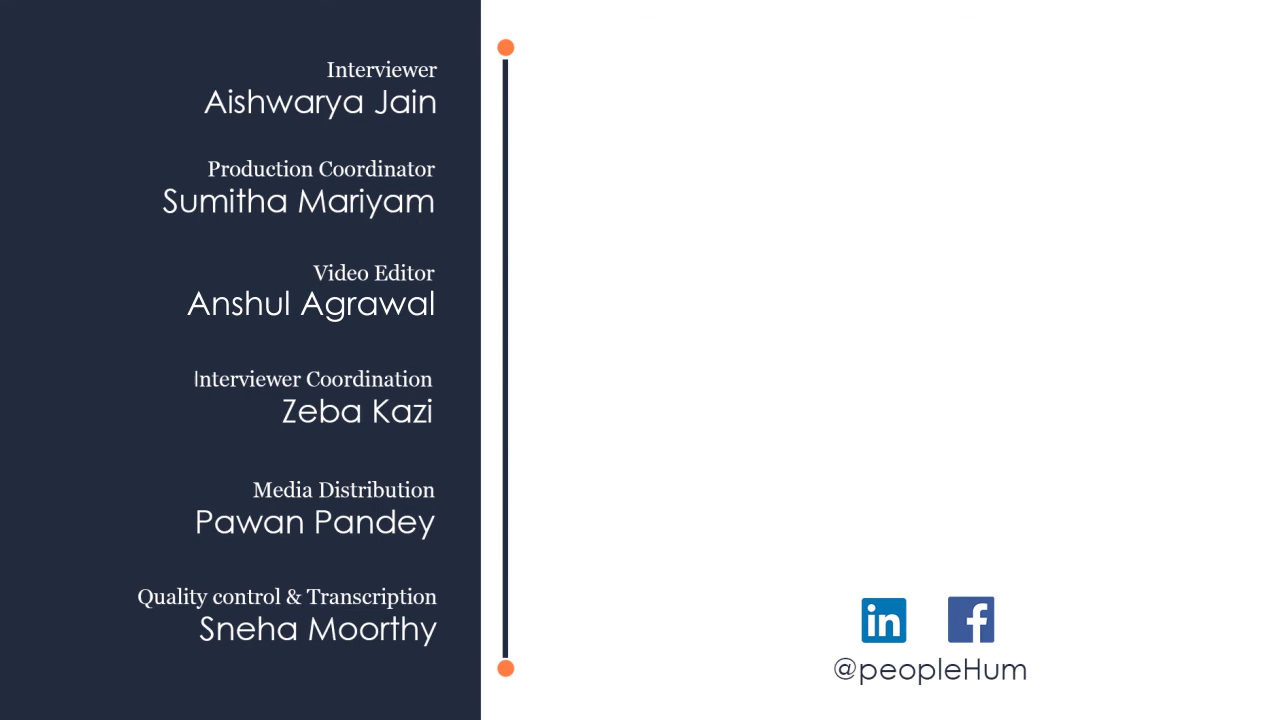 Interviewer
Aishwarya Jain
Production Coordinator
Sumitha Mariyam
Video Editor
Anshul Agrawal
Interviewer Coordination
Zeba Kazi
Media Distribution
Pawan Pandey
Quality control & Transcription
Sneha Moorthy
in f
@peopleHum